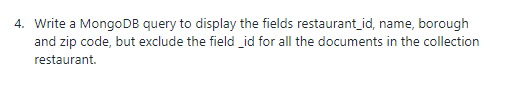 4. Write a MongoDB query to display the fields restaurant_id, name, borough
and zip code, but exclude the field _id for all the documents in the collection
restaurant.